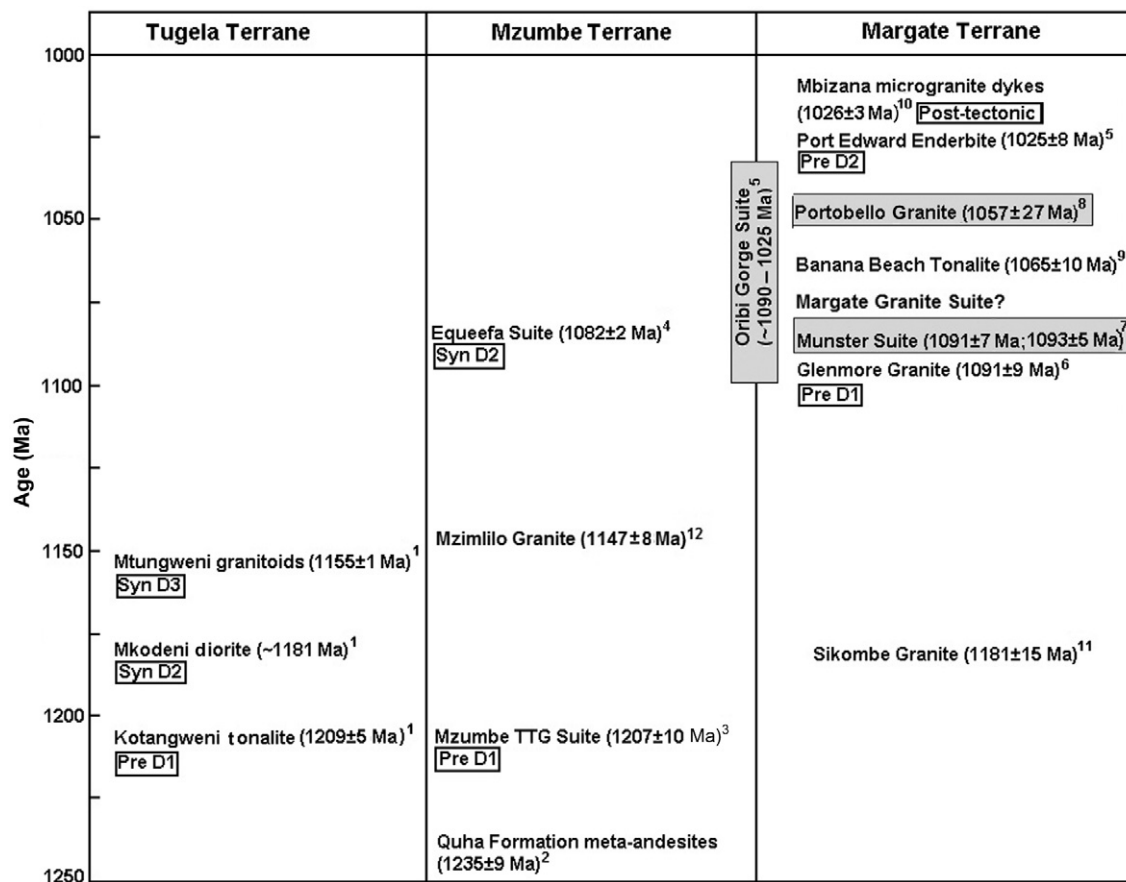 Tugela Terrane
Mzumbe Terrane
Margate Terrane
Age (Ma)
1000
1050
1100
1150
1200
1250
Mtungweni granitoids (1155±1 Ma)¹
Syn D3
Mkodeni diorite (~1181 Ma)¹
Syn D2
Kotangweni tonalite (1209±5 Ma)¹
Pre D1
Equeefa Suite (1082±2 Ma)⁴
Syn D2
Mzimlilo Granite (1147±8 Ma)¹²
Mzumbe TTG Suite (1207±10 Ma)³
Pre D1
Quha Formation meta-andesites
(1235±9 Ma)²
Oribi Gorge Suite⁵
(~1090–1025 Ma)
Mbizana microgranite dykes
(1026±3 Ma)¹⁰ Post-tectonic
Port Edward Enderbite (1025±8 Ma)⁵
Pre D2
Portobello Granite (1057±27 Ma)⁸
Banana Beach Tonalite (1065±10 Ma)⁹
Margate Granite Suite?
Munster Suite (1091±7 Ma;1093±5 Ma)⁷
Glenmore Granite (1091±9 Ma)⁶
Pre D1
Sikombe Granite (1181±15 Ma)¹¹